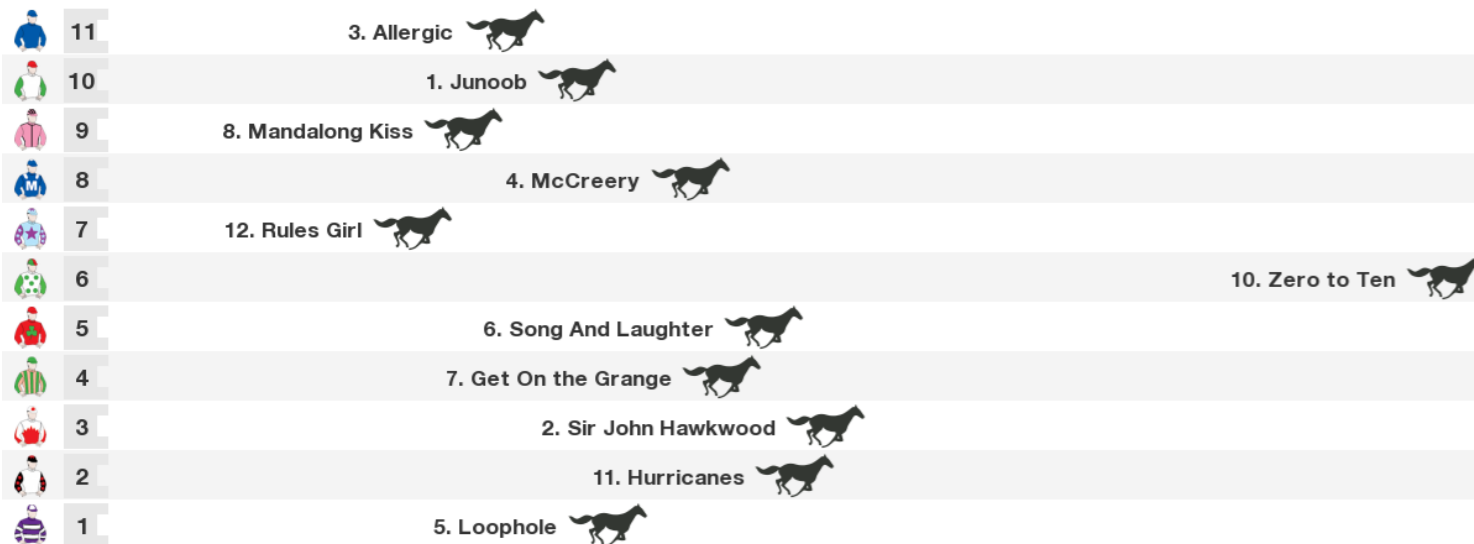 11 3. Allergic
10 1. Junoob
9 8. Mandalong Kiss
M 8 4. McCreery
7 12. Rules Girl
6 10. Zero to Ten
5 6. Song And Laughter
4 7. Get On the Grange
3 2. Sir John Hawkwood
2 11. Hurricanes
1 5. Loophole